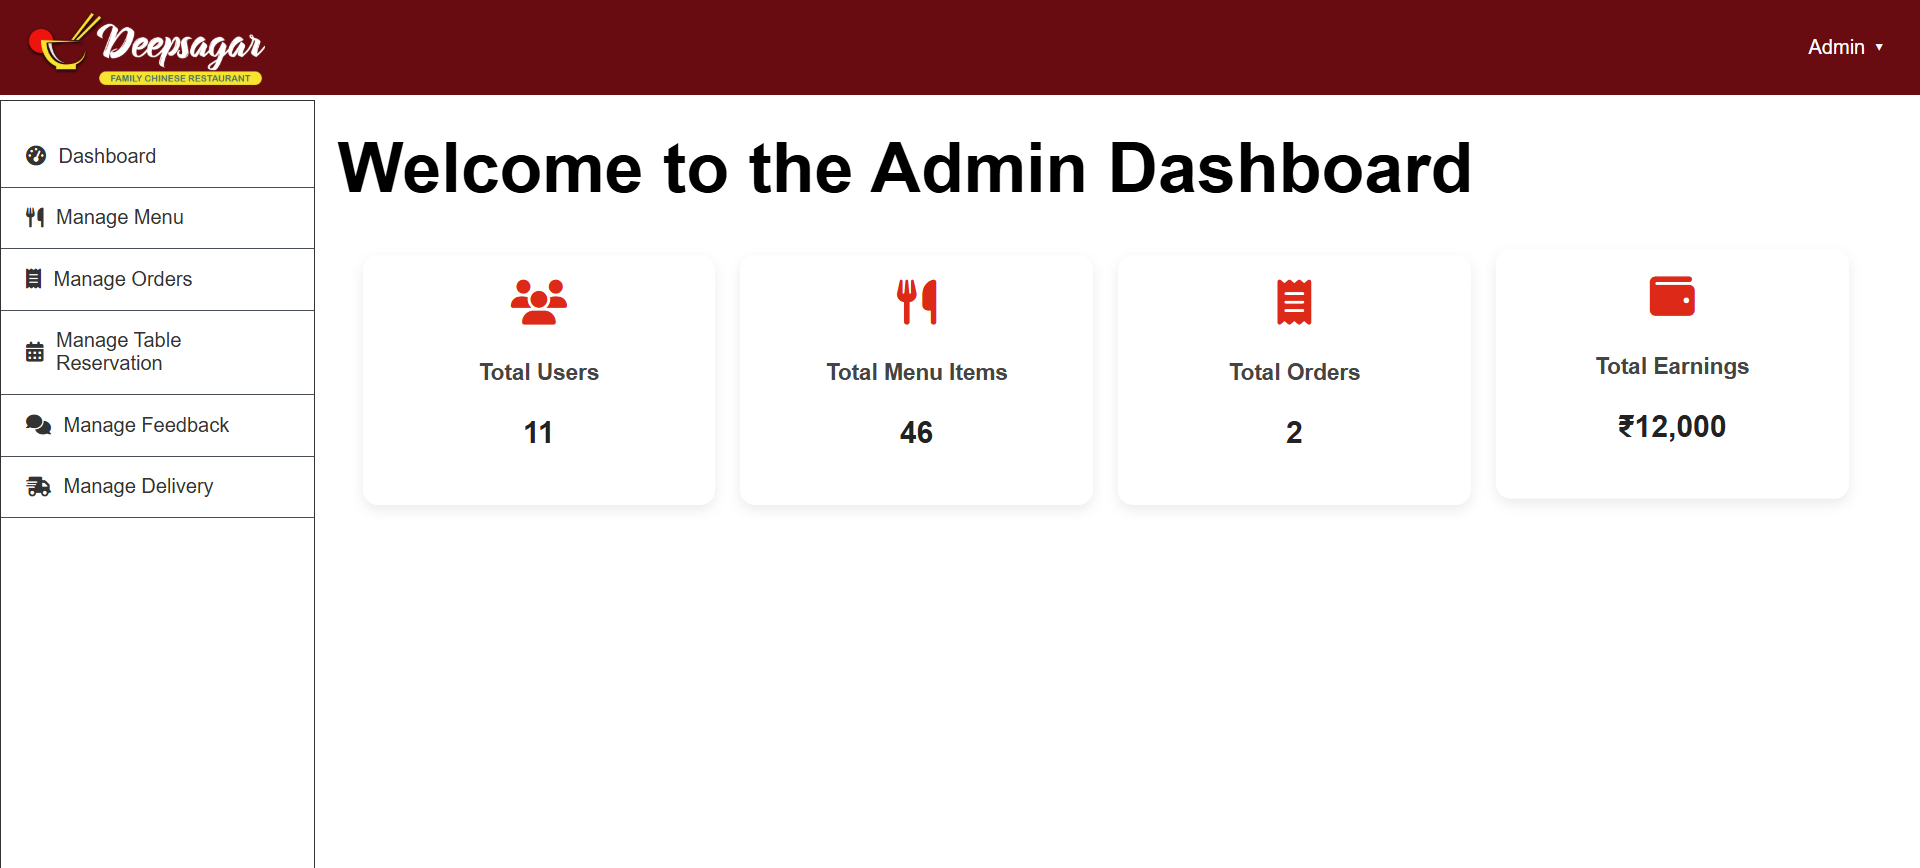 Deepsagar
FAMILY CHINESE RESTAURANT
Admin ▼
Dashboard
Manage Menu
Manage Orders
Manage Table
Reservation
Manage Feedback
Manage Delivery
Welcome to the Admin Dashboard
Total Users
11
Total Menu Items
46
Total Orders
2
Total Earnings
₹12,000